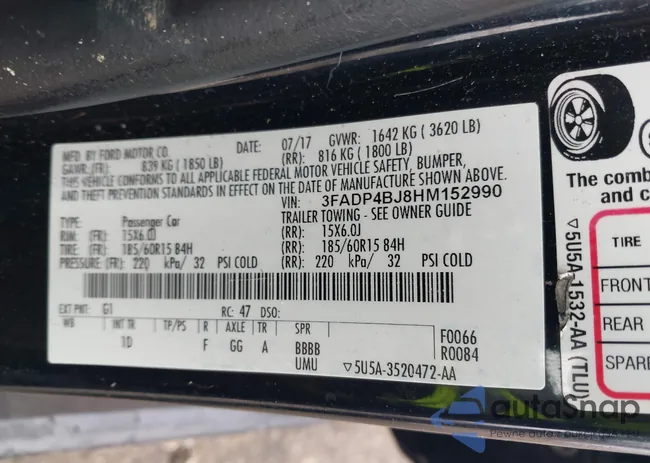 MFD. BY FORD MOTOR CO.
DATE: 07/17 GVWR: 1642 KG ( 3620 LB)
GAWR: (FR): 839 KG ( 1850 LB) (RR): 816 KG ( 1800 LB)
THIS VEHICLE CONFORMS TO ALL APPLICABLE FEDERAL MOTOR VEHICLE SAFETY, BUMPER,
AND THEFT PREVENTION STANDARDS IN EFFECT ON THE DATE OF MANUFACTURE SHOWN ABOVE.
VIN: 3FADP4BJ8HM152990
TYPE: Passenger Car TRAILER TOWING - SEE OWNER GUIDE
RIM: (FR): 15X6.0J (RR): 15X6.0J
TIRE: (FR): 185/60R15 84H (RR): 185/60R15 84H
PRESSURE: (FR): 220 kPa/ 32 PSI COLD (RR): 220 kPa/ 32 PSI COLD
EXT PNT: G1 RC: 47 DSO:
WB INT TR TP/PS R AXLE TR SPR
1D F GG A BBBB
UMU
F0066
R0084
▽5U5A-3520472-AA
▽5U5A-1532-AA (TLU)
The comb
and c
TIRE
FRONT
REAR
SPARE
autoSnap
Pewne auta z